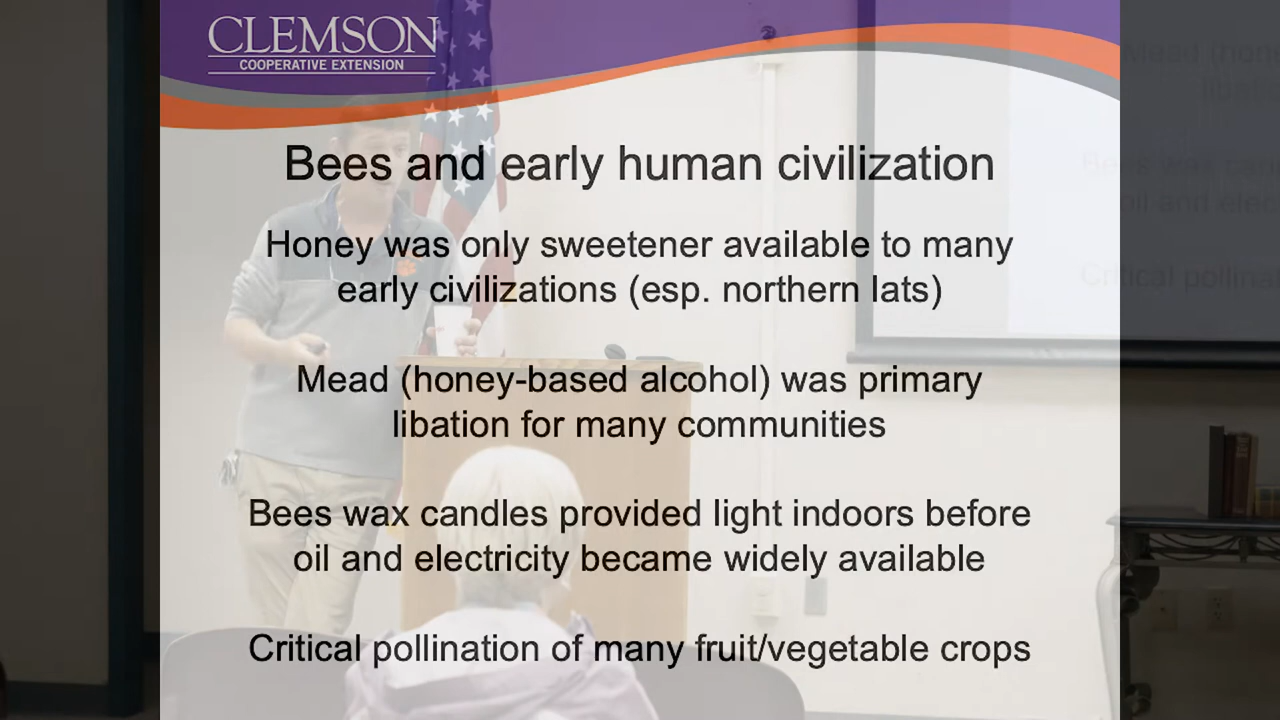 CLEMSON
COOPERATIVE EXTENSION
Bees and early human civilization
Honey was only sweetener available to many
early civilizations (esp. northern lats)
Mead (honey-based alcohol) was primary
libation for many communities
Bees wax candles provided light indoors before
oil and electricity became widely available
Critical pollination of many fruit/vegetable crops